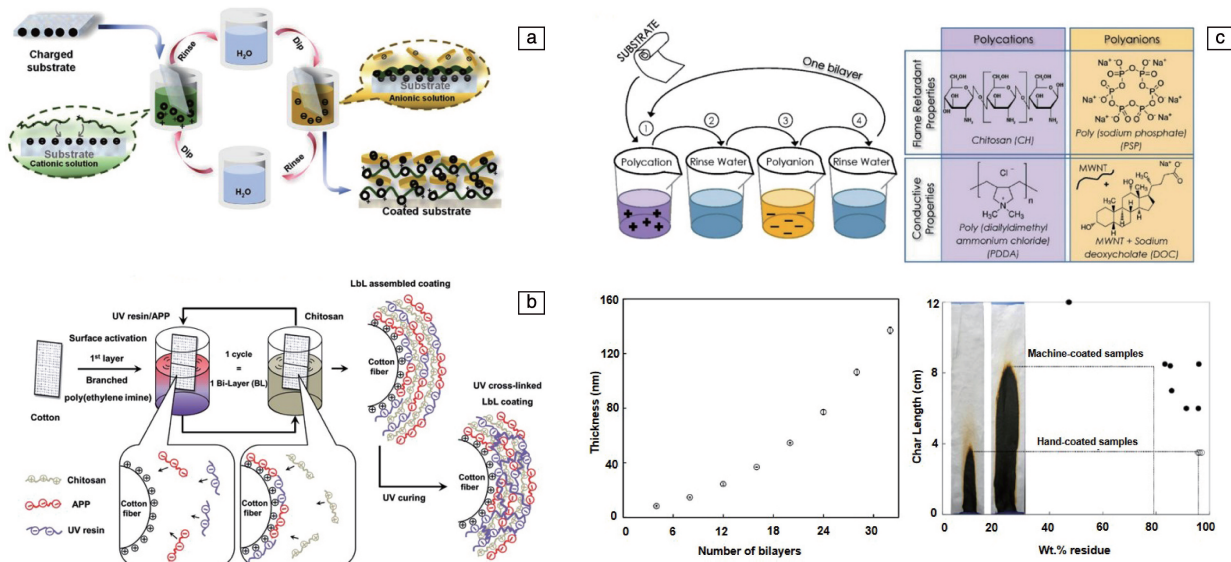 a
Charged
substrate
Rinse
H₂O
Dip
Substrate
Anionic solution
Substrate
Cationic solution
Dip
H₂O
Rinse
Coated substrate
b
LbL assembled coating
UV resin/APP
Chitosan
Surface activation
1st layer
Branched
poly(ethylene imine)
Cotton
1 cycle
=
1 Bi-Layer (BL)
Cotton
fiber
UV cross-linked
LbL coating
Cotton
fiber
UV curing
Chitosan
APP
UV resin
Cotton
fiber
Cotton
fiber
c
SUBSTRATE
One bilayer
1
2
3
4
Polycation
Rinse Water
Polyanion
Rinse Water
Polycations
Polyanions
Flame Retardant
Properties
Chitosan (CH)
Poly (sodium phosphate)
(PSP)
Conductive
Properties
Cl⁻
H₃C CH₃
Poly (diallyldimethyl
ammonium chloride)
(PDDA)
MWNT
+
MWNT + Sodium
deoxycholate (DOC)
Thickness (nm)
160
120
80
40
0
0 4 8 12 16 20 24 28 32
Number of bilayers
Char Length (cm)
12
8
4
0
0 20 40 60 80 100
Wt.% residue
Machine-coated samples
Hand-coated samples